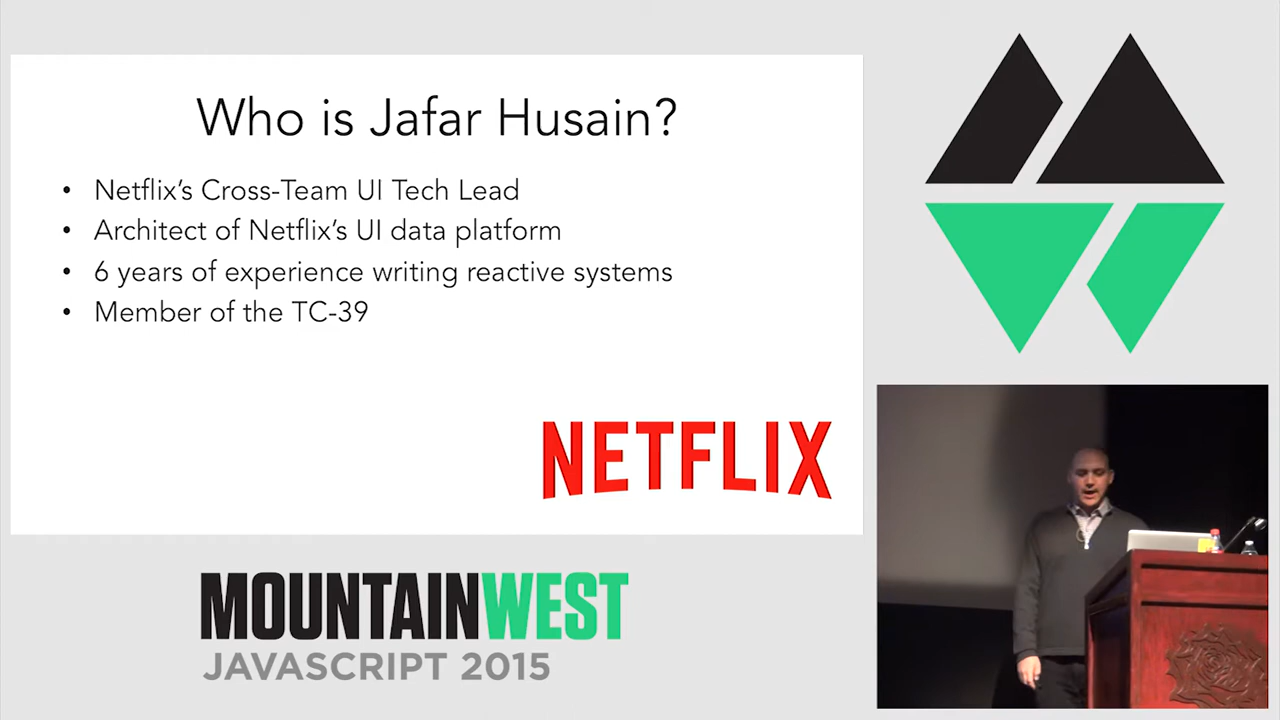 Who is Jafar Husain?
• Netflix’s Cross-Team UI Tech Lead
• Architect of Netflix’s UI data platform
• 6 years of experience writing reactive systems
• Member of the TC-39
NETFLIX
MOUNTAINWEST
JAVASCRIPT 2015